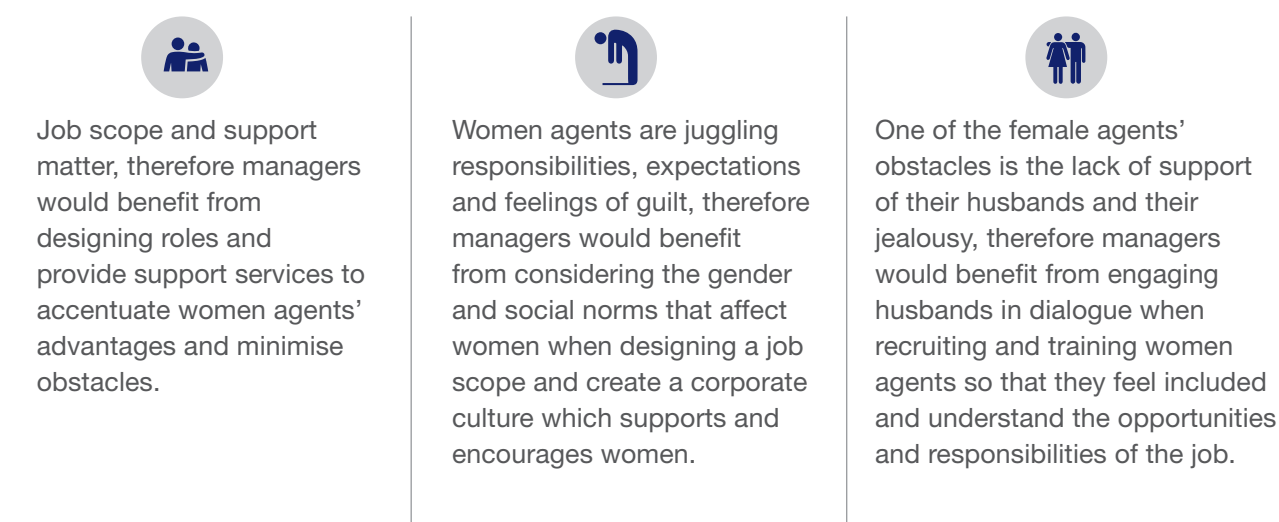 Job scope and support
matter, therefore managers
would benefit from
designing roles and
provide support services to
accentuate women agents’
advantages and minimise
obstacles.
Women agents are juggling
responsibilities, expectations
and feelings of guilt, therefore
managers would benefit
from considering the gender
and social norms that affect
women when designing a job
scope and create a corporate
culture which supports and
encourages women.
One of the female agents’
obstacles is the lack of support
of their husbands and their
jealousy, therefore managers
would benefit from engaging
husbands in dialogue when
recruiting and training women
agents so that they feel included
and understand the opportunities
and responsibilities of the job.